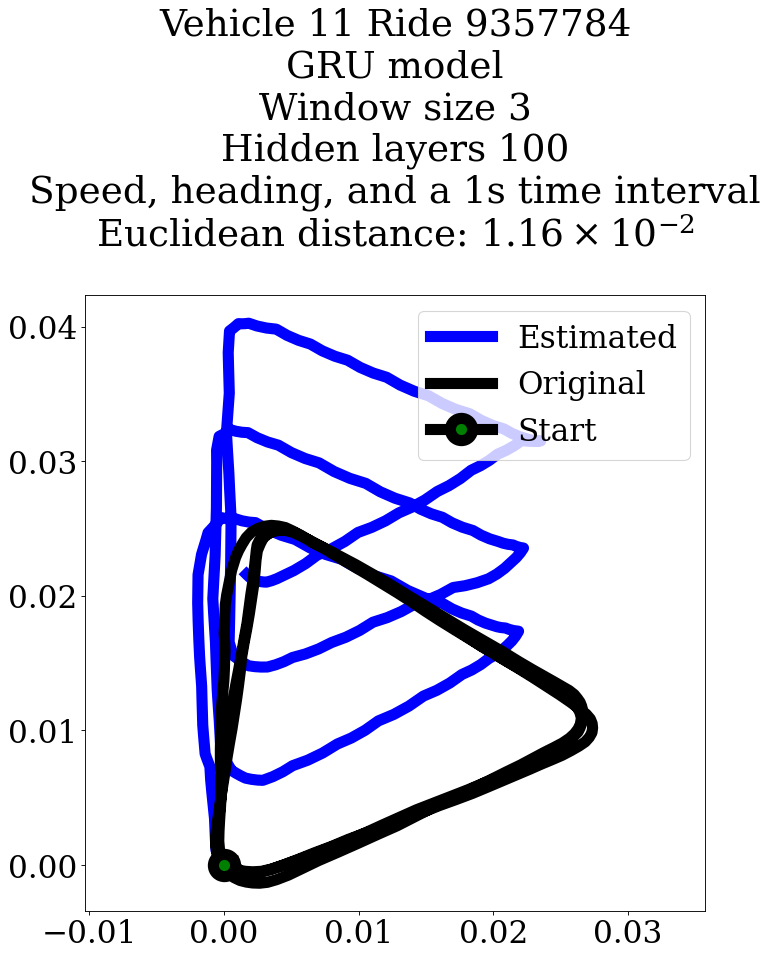 Vehicle 11 Ride 9357784
GRU model
Window size 3
Hidden layers 100
Speed, heading, and a 1s time interval
Euclidean distance: 1.16 × 10⁻²
Estimated
Original
Start
0.04
0.03
0.02
0.01
0.00
−0.01 0.00 0.01 0.02 0.03